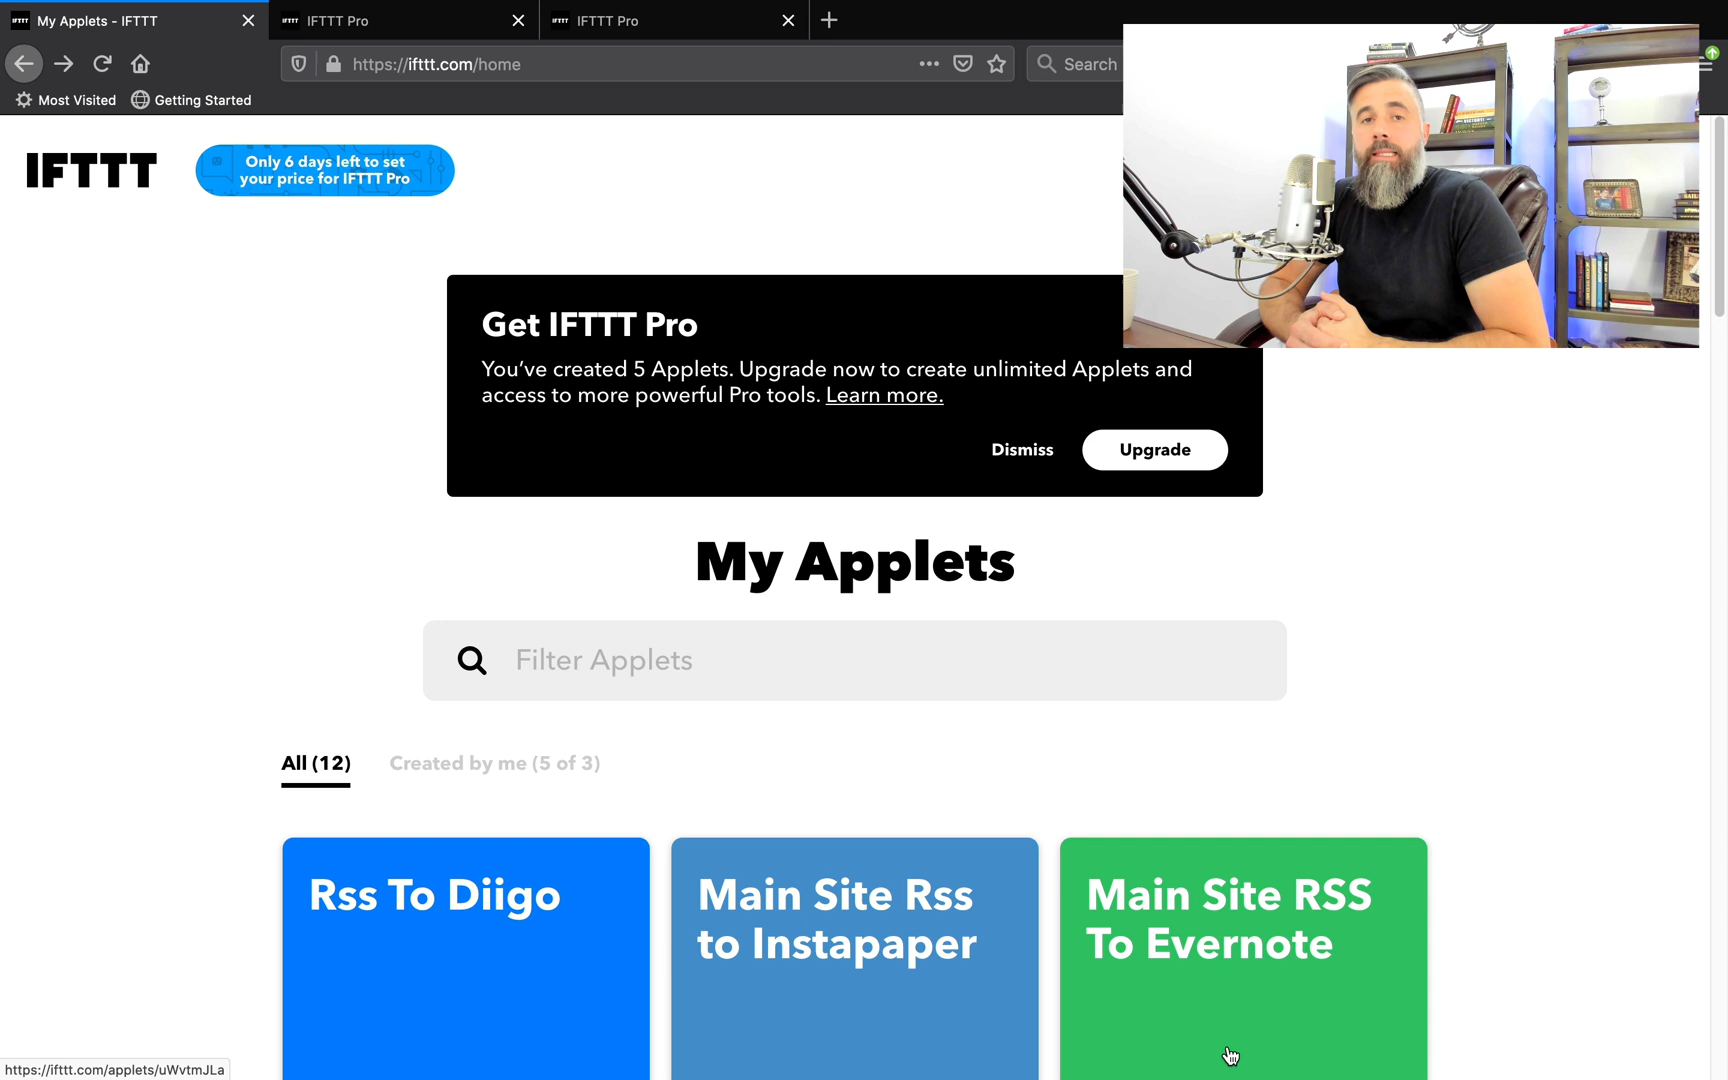 My Applets - IFTTT
IFTTT Pro
IFTTT Pro
https://ifttt.com/home
Search
Most Visited
Getting Started
IFTTT
Only 6 days left to set
your price for IFTTT Pro
Get IFTTT Pro
You've created 5 Applets. Upgrade now to create unlimited Applets and
access to more powerful Pro tools. Learn more.
Dismiss
Upgrade
My Applets
Filter Applets
All (12)
Created by me (5 of 3)
Rss To Diigo
Main Site Rss
to Instapaper
Main Site RSS
To Evernote
https://ifttt.com/applets/uWvtmJLa